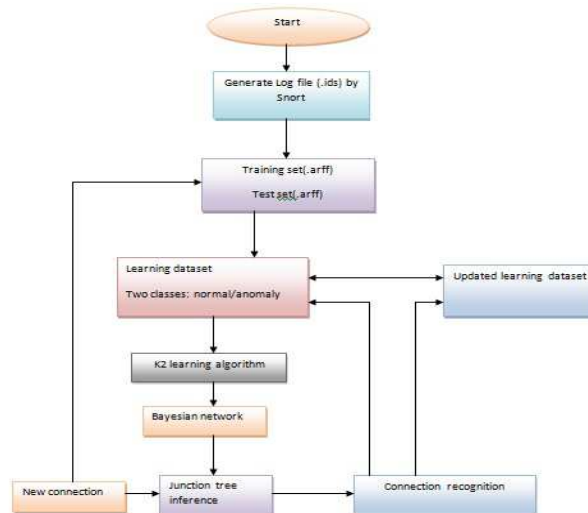 Start
Generate Log file (.ids) by
Snort
Training set(.arff)
Test set(.arff)
Learning dataset
Two classes: normal/anomaly
Updated learning dataset
K2 learning algorithm
Bayesian network
New connection
Junction tree
inference
Connection recognition